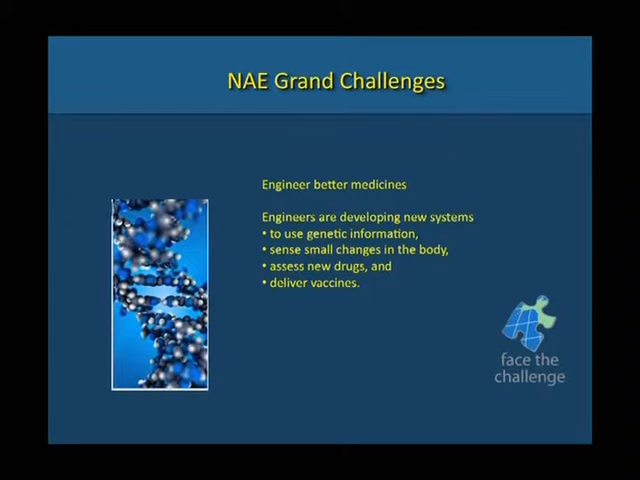 NAE Grand Challenges
Engineer better medicines
Engineers are developing new systems
• to use genetic information,
• sense small changes in the body,
• assess new drugs, and
• deliver vaccines.
face the
challenge